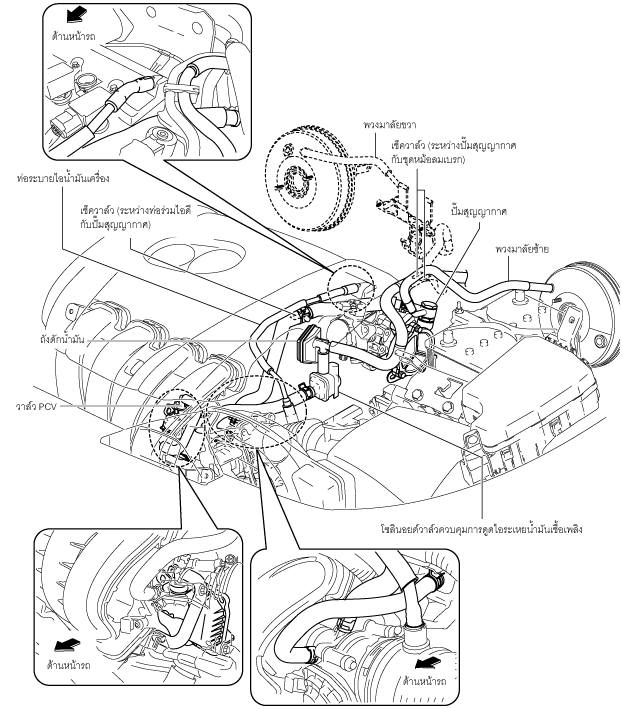 ด้านหน้ารถ
พวงมาลัยขวา
เช็ควาล์ว (ระหว่างปั๊มสุญญากาศ
กับชุดหม้อลมเบรก)
ท่อระบายไอน้ำมันเครื่อง
เช็ควาล์ว (ระหว่างท่อร่วมไอดี
กับปั๊มสุญญากาศ)
ปั๊มสุญญากาศ
พวงมาลัยซ้าย
ถังดักน้ำมัน
วาล์ว PCV
โซลินอยด์วาล์วควบคุมการดูดไอระเหยน้ำมันเชื้อเพลิง
ด้านหน้ารถ
ด้านหน้ารถ